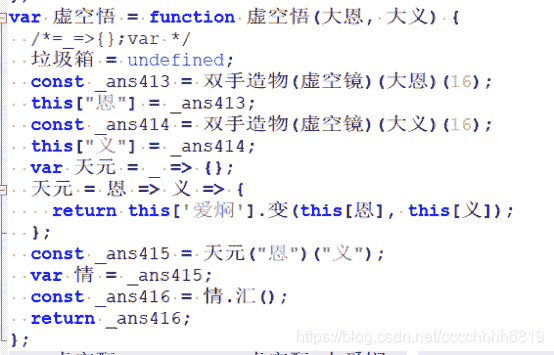 var 虚空悟 = function 虚空悟(大恩, 大义) {
/*=_=>{};var */
垃圾箱 = undefined;
const _ans413 = 双手造物(虚空镜)(大恩)(16);
this["恩"] = _ans413;
const _ans414 = 双手造物(虚空镜)(大义)(16);
this["义"] = _ans414;
var 天元 = _ => {};
天元 = 恩 => 义 => {
return this['爱焖'].变(this[恩], this[义]);
};
const _ans415 = 天元("恩")("义");
var 情 = _ans415;
const _ans416 = 情.汇();
return _ans416;
};
https://blog.csdn.net/cccchhhh6819